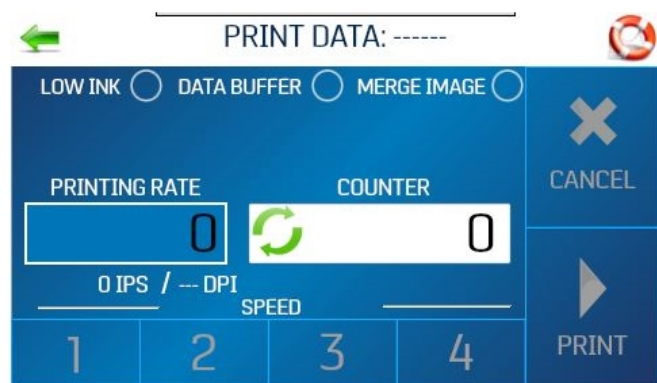 PRINT DATA: ------
LOW INK DATA BUFFER MERGE IMAGE
CANCEL
PRINTING RATE COUNTER
0 0
0 IPS / --- DPI
SPEED
1 2 3 4
PRINT